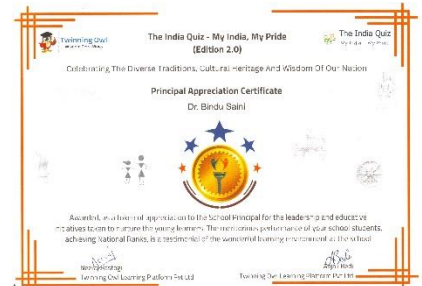 Twinning Owl
The India Quiz - My India, My Pride
(Edition 2.0)
The India Quiz
My India - My Pride
Celebrating The Diverse Traditions, Cultural Heritage And Wisdom Of Our Nation
Principal Appreciation Certificate
Dr. Bindu Saini
Awarded, as a token of appreciation to the School Principal for the leadership and educative
initiatives taken to nurture the young learners. The meritorious performance of your school students,
achieving National Ranks, is a testimonial of the wonderful learning environment at the school
Twinning Owl Learning Platform Pvt Ltd
Twinning Owl Learning Platform Pvt Ltd